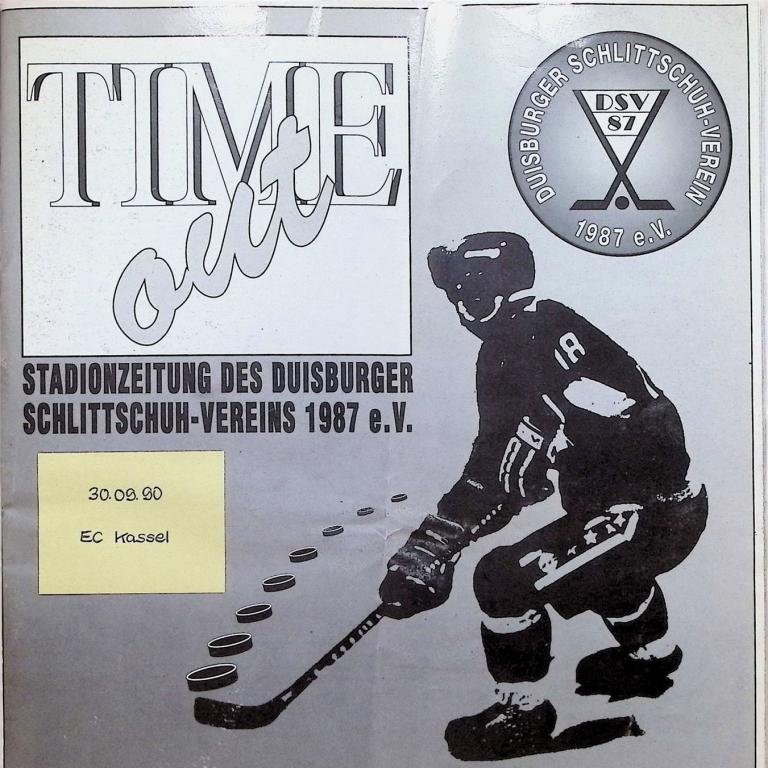 TIME
out
DUISBURGER SCHLITTSCHUH-VEREIN
DSV
87
1987 e.V.
STADIONZEITUNG DES DUISBURGER
SCHLITTSCHUH-VEREINS 1987 e.V.
30.09.90
EC Kassel